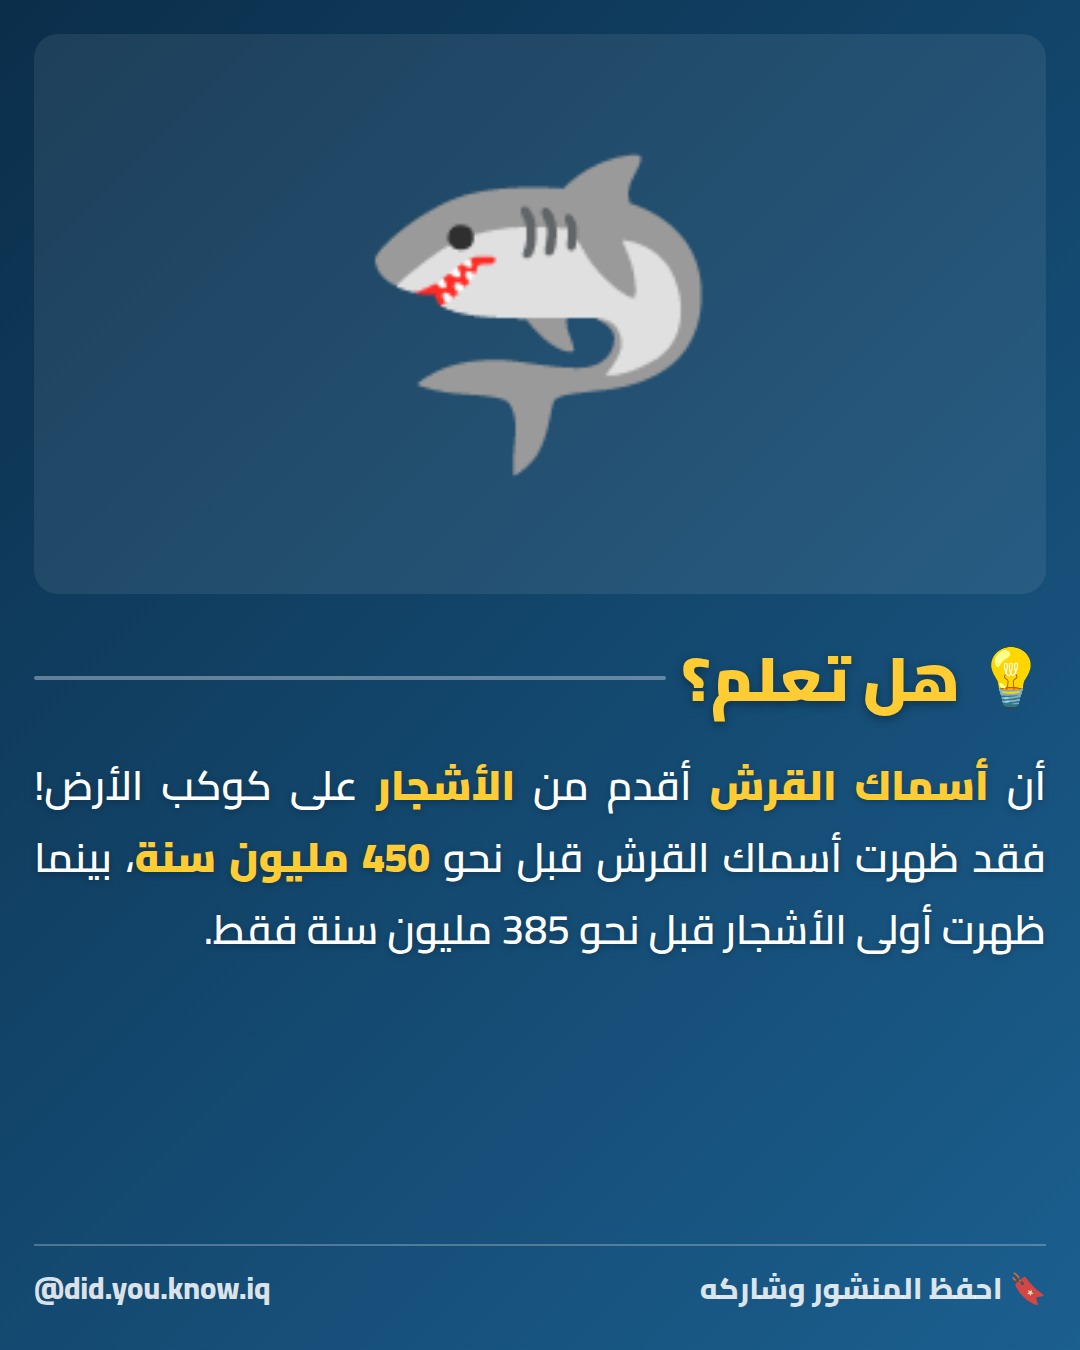 💡 هل تعلم؟
أن أسماك القرش أقدم من الأشجار على كوكب الأرض!
فقد ظهرت أسماك القرش قبل نحو 450 مليون سنة، بينما
ظهرت أولى الأشجار قبل نحو 385 مليون سنة فقط.
🔖 احفظ المنشور وشاركه
@did.you.know.iq